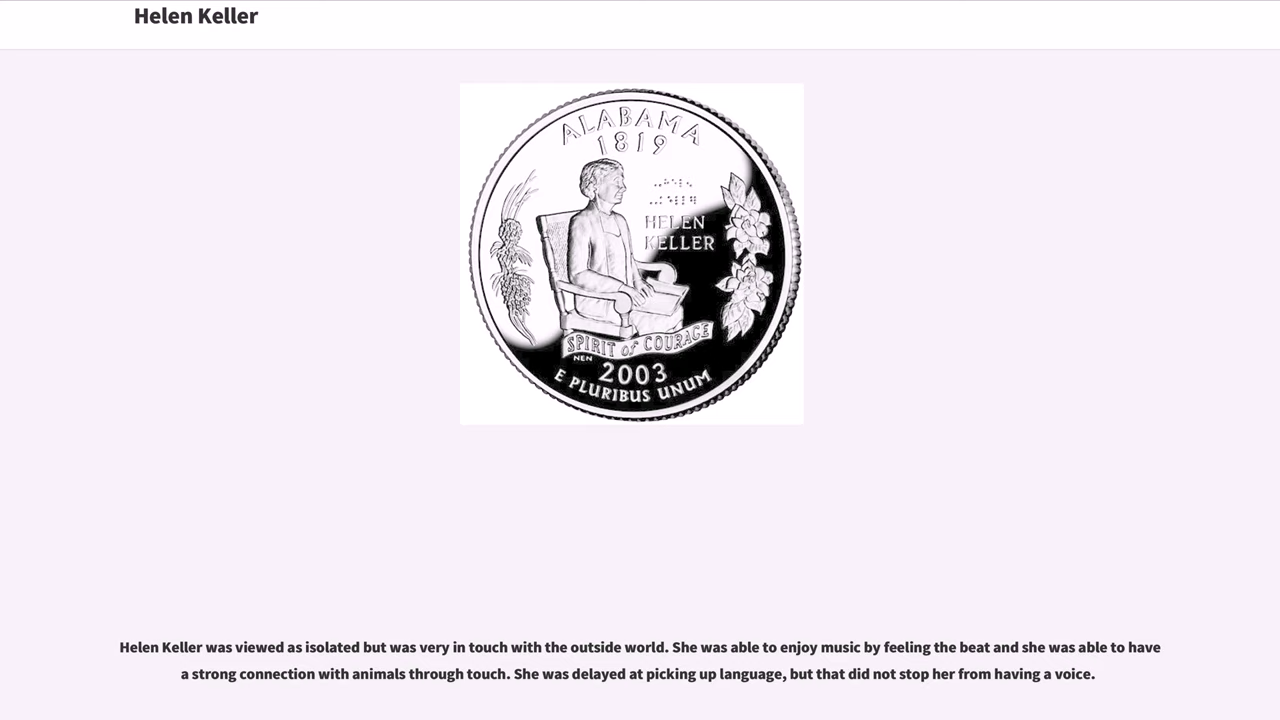 Helen Keller
ALABAMA
1819
HELEN
KELLER
SPIRIT of COURAGE
NEN
2003
E PLURIBUS UNUM
Helen Keller was viewed as isolated but was very in touch with the outside world. She was able to enjoy music by feeling the beat and she was able to have
a strong connection with animals through touch. She was delayed at picking up language, but that did not stop her from having a voice.